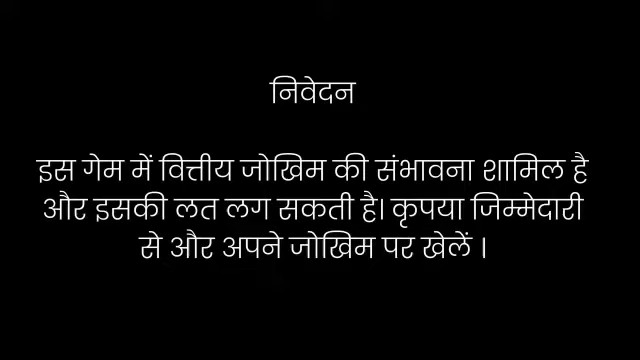 निवेदन
इस गेम में वित्तीय जोखिम की संभावना शामिल है
और इसकी लत लग सकती है। कृपया जिम्मेदारी
से और अपने जोखिम पर खेलें ।